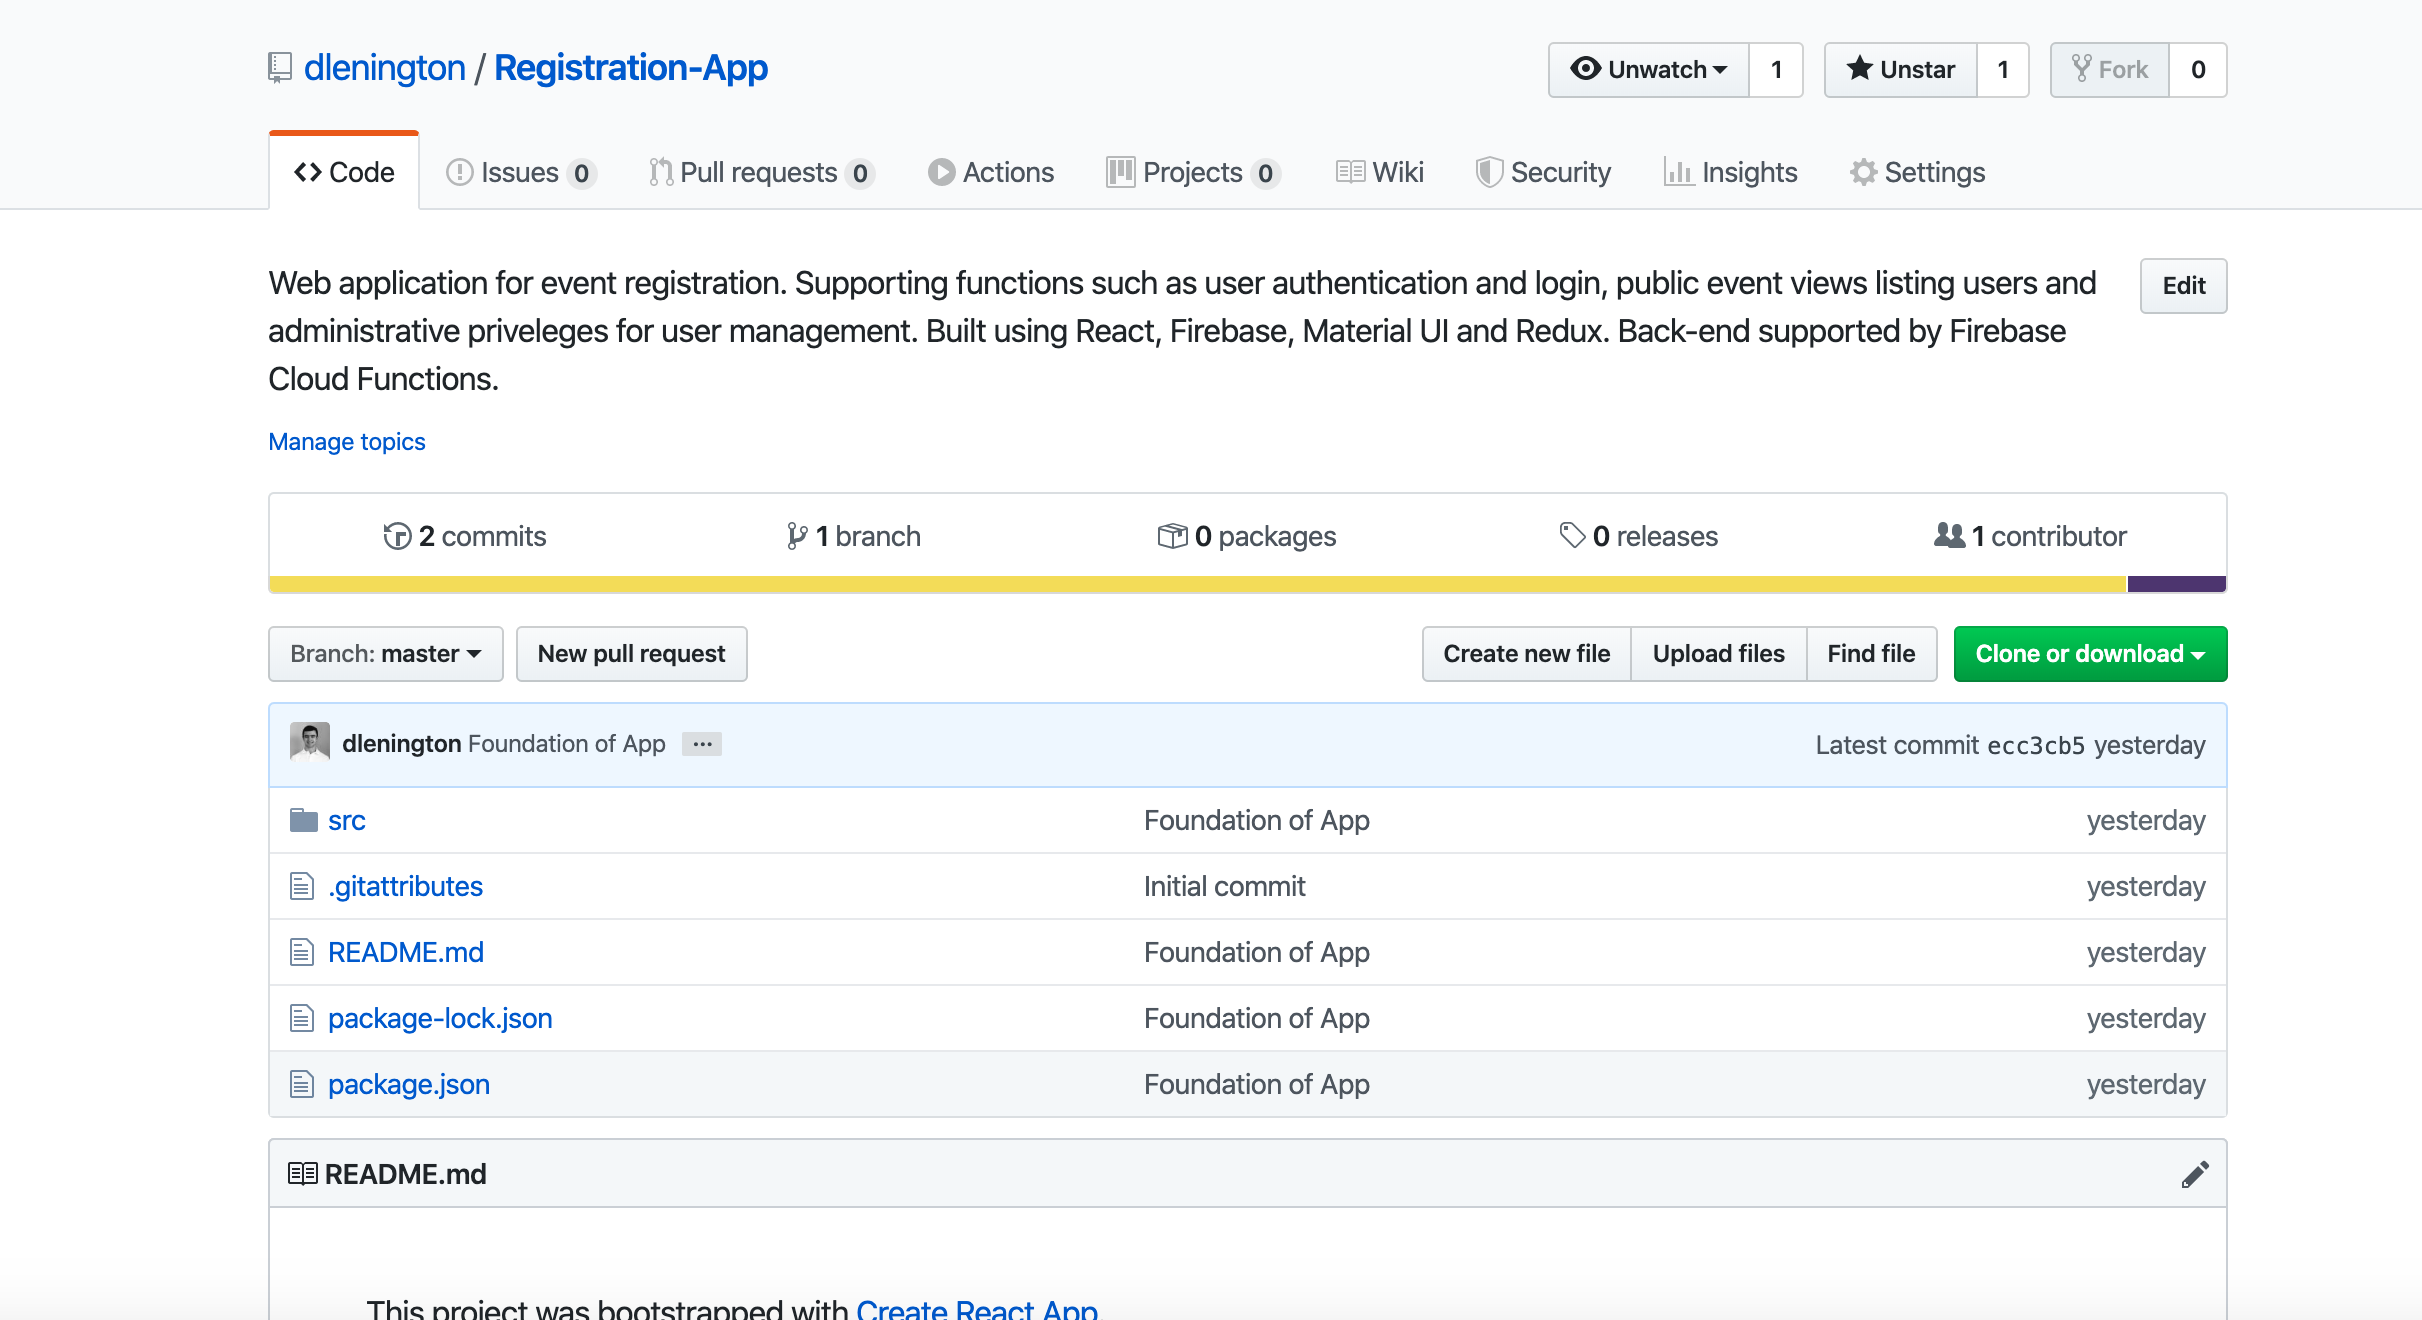 dlenington / Registration-App
Unwatch 1
Unstar 1
Fork 0
Code
Issues 0
Pull requests 0
Actions
Projects 0
Wiki
Security
Insights
Settings
Web application for event registration. Supporting functions such as user authentication and login, public event views listing users and
administrative priveleges for user management. Built using React, Firebase, Material UI and Redux. Back-end supported by Firebase
Cloud Functions.
Edit
Manage topics
2 commits
1 branch
0 packages
0 releases
1 contributor
Branch: master
New pull request
Create new file
Upload files
Find file
Clone or download
dlenington Foundation of App ...
Latest commit ecc3cb5 yesterday
src Foundation of App yesterday
.gitattributes Initial commit yesterday
README.md Foundation of App yesterday
package-lock.json Foundation of App yesterday
package.json Foundation of App yesterday
README.md
This project was bootstrapped with Create React App.